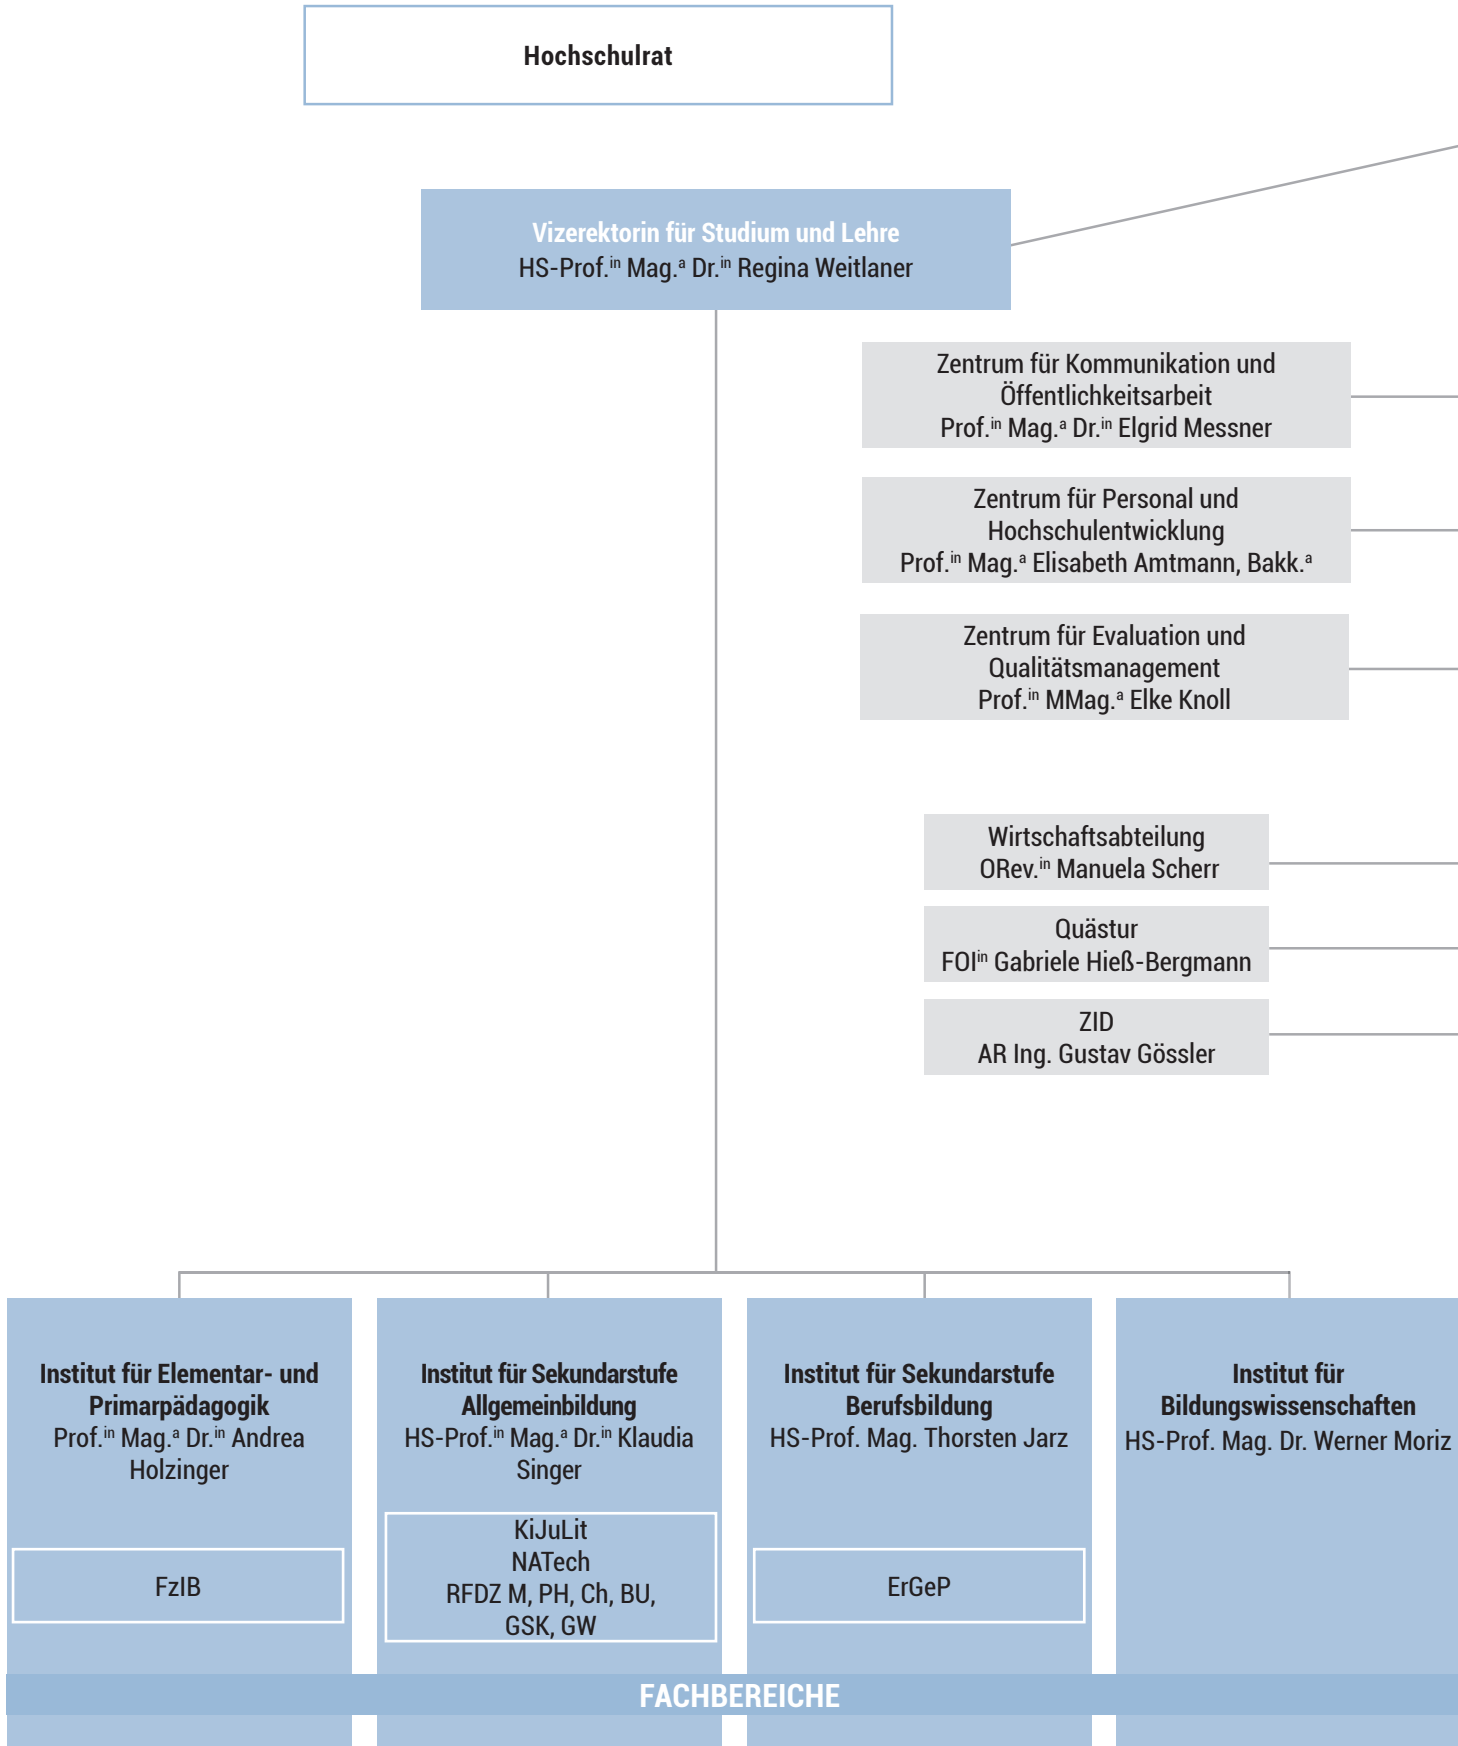 Hochschulrat
Vizerektorin für Studium und Lehre
HS-Prof.in Mag.a Dr.in Regina Weitlaner
Zentrum für Kommunikation und
Öffentlichkeitsarbeit
Prof.in Mag.a Dr.in Elgrid Messner
Zentrum für Personal und
Hochschulentwicklung
Prof.in Mag.a Elisabeth Amtmann, Bakk.a
Zentrum für Evaluation und
Qualitätsmanagement
Prof.in MMag.a Elke Knoll
Wirtschaftsabteilung
ORev.in Manuela Scherr
Quästur
FOIin Gabriele Hieß-Bergmann
ZID
AR Ing. Gustav Gössler
Institut für Elementar- und
Primarpädagogik
Prof.in Mag.a Dr.in Andrea
Holzinger
FzIB
Institut für Sekundarstufe
Allgemeinbildung
HS-Prof.in Mag.a Dr.in Klaudia
Singer
KiJuLit
NATech
RFDZ M, PH, Ch, BU,
GSK, GW
Institut für Sekundarstufe
Berufsbildung
HS-Prof. Mag. Thorsten Jarz
ErGeP
Institut für
Bildungswissenschaften
HS-Prof. Mag. Dr. Werner Moriz
FACHBEREICHE